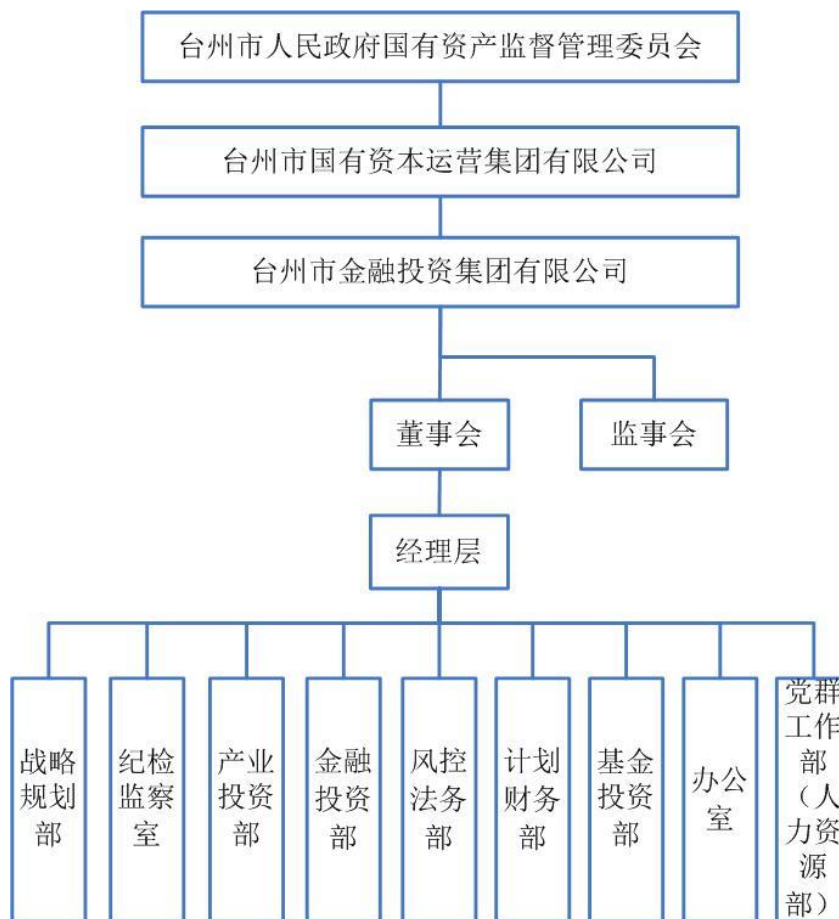 台州市人民政府国有资产监督管理委员会
台州市国有资本运营集团有限公司
台州市金融投资集团有限公司
董事会
监事会
经理层
战略
规划
部
纪检
监察
室
产业
投资
部
金融
投资
部
风控
法务
部
计划
财务
部
基金
投资
部
办公
室
党群
工作
部
（人
力资
源
部）